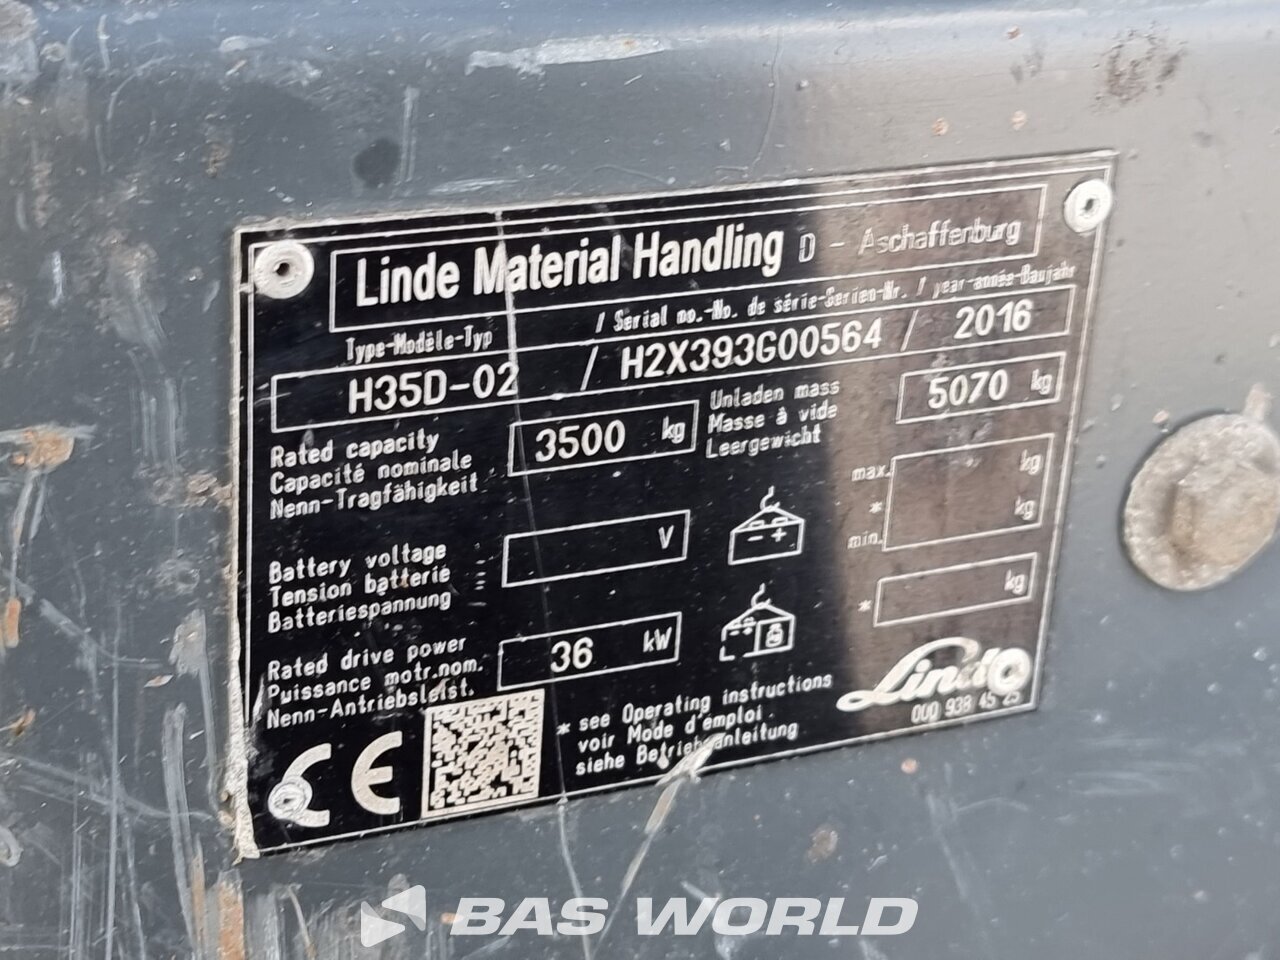 Linde Material Handling D - Aschaffenburg
Type-Modèle-Typ / Serial no.-No. de série-Serien-Nr. / year-année-Baujahr
H35D-02 / H2X393G00564 / 2016
Rated capacity
Capacité nominale
Nenn-Tragfähigkeit
3500 kg
Unladen mass
Masse à vide
Leergewicht
5070 kg
Battery voltage
Tension batterie
Batteriespannung
V
max. kg
*
min. kg
* kg
Rated drive power
Puissance motr.nom.
Nenn-Antriebsleist.
36 kW
* see Operating instructions
voir Mode d'emploi
siehe Betriebsanleitung
Linde
000 938 45 25
CE
BAS WORLD